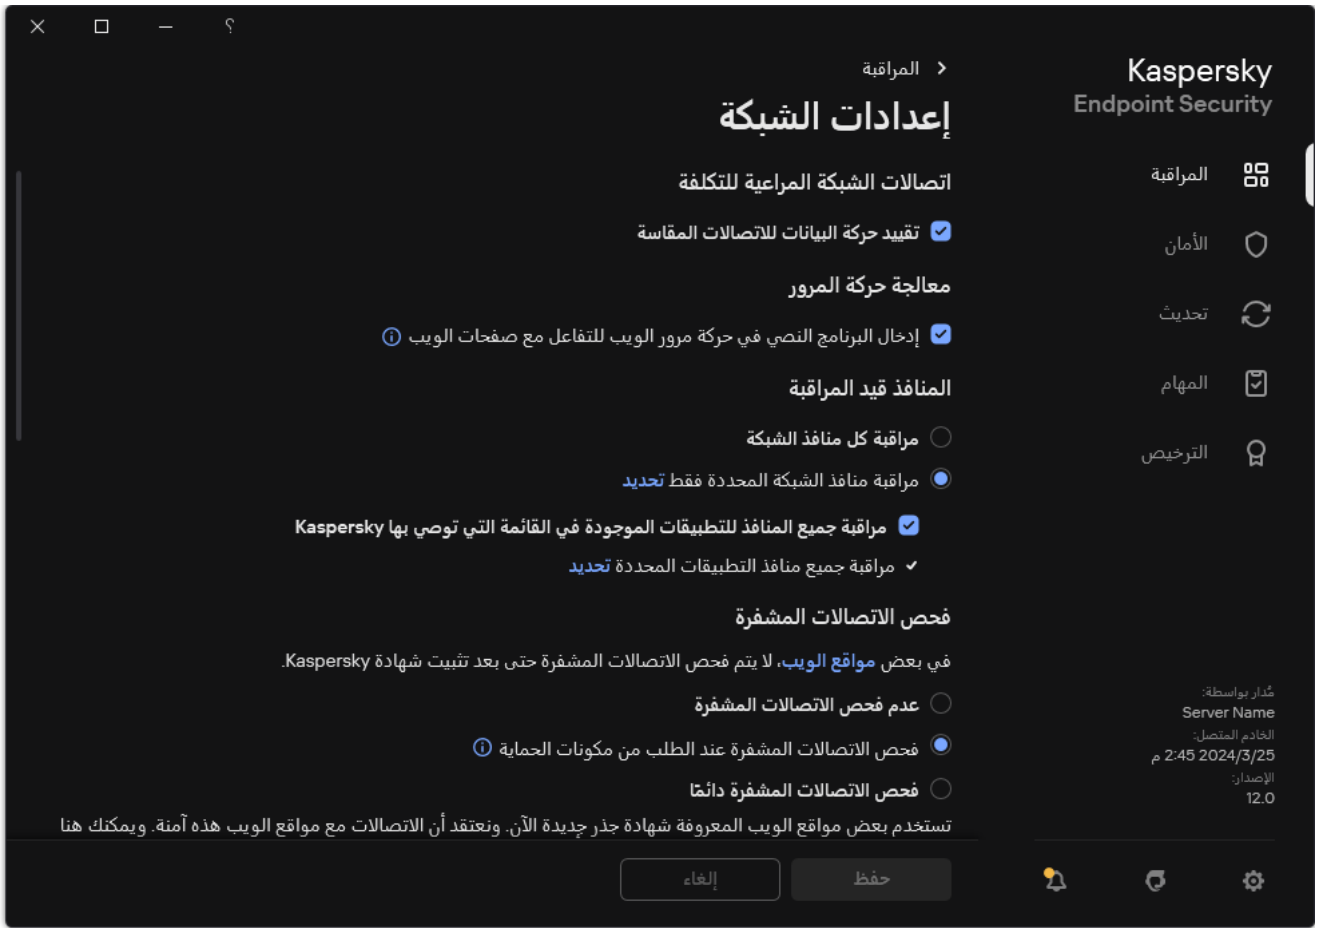 ؟
Kaspersky
Endpoint Security
المراقبة
الأمان
تحديث
المهام
الترخيص
مُدار بواسطة:
Server Name
الخادم المتصل:
2024/3/25 2:45 م
الإصدار:
12.0
المراقبة
إعدادات الشبكة
اتصالات الشبكة المراعية للتكلفة
تقييد حركة البيانات للاتصالات المقاسة
معالجة حركة المرور
إدخال البرنامج النصي في حركة مرور الويب للتفاعل مع صفحات الويب
المنافذ قيد المراقبة
مراقبة كل منافذ الشبكة
مراقبة منافذ الشبكة المحددة فقط تحديد
مراقبة جميع المنافذ للتطبيقات الموجودة في القائمة التي توصي بها Kaspersky
مراقبة جميع منافذ التطبيقات المحددة تحديد
فحص الاتصالات المشفرة
في بعض مواقع الويب، لا يتم فحص الاتصالات المشفرة حتى بعد تثبيت شهادة Kaspersky.
عدم فحص الاتصالات المشفرة
فحص الاتصالات المشفرة عند الطلب من مكونات الحماية
فحص الاتصالات المشفرة دائمًا
تستخدم بعض مواقع الويب المعروفة شهادة جذر جديدة الآن. ونعتقد أن الاتصالات مع مواقع الويب هذه آمنة. ويمكنك هنا
حفظ
إلغاء